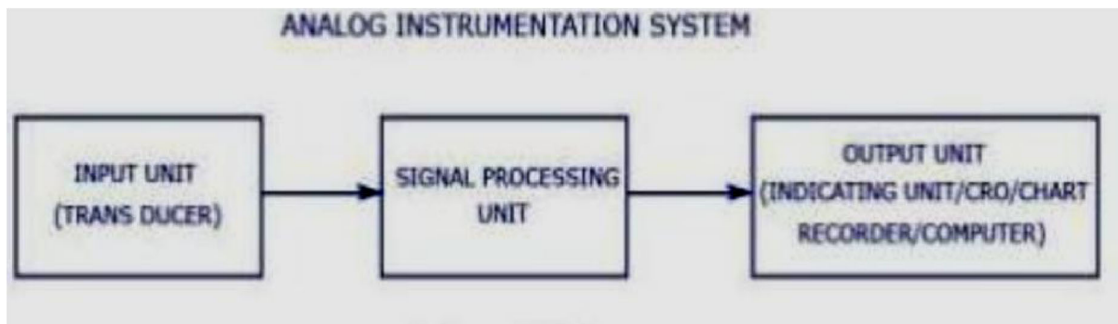 ANALOG INSTRUMENTATION SYSTEM
INPUT UNIT
(TRANS DUCER)
SIGNAL PROCESSING
UNIT
OUTPUT UNIT
(INDICATING UNIT/CRO/CHART
RECORDER/COMPUTER)